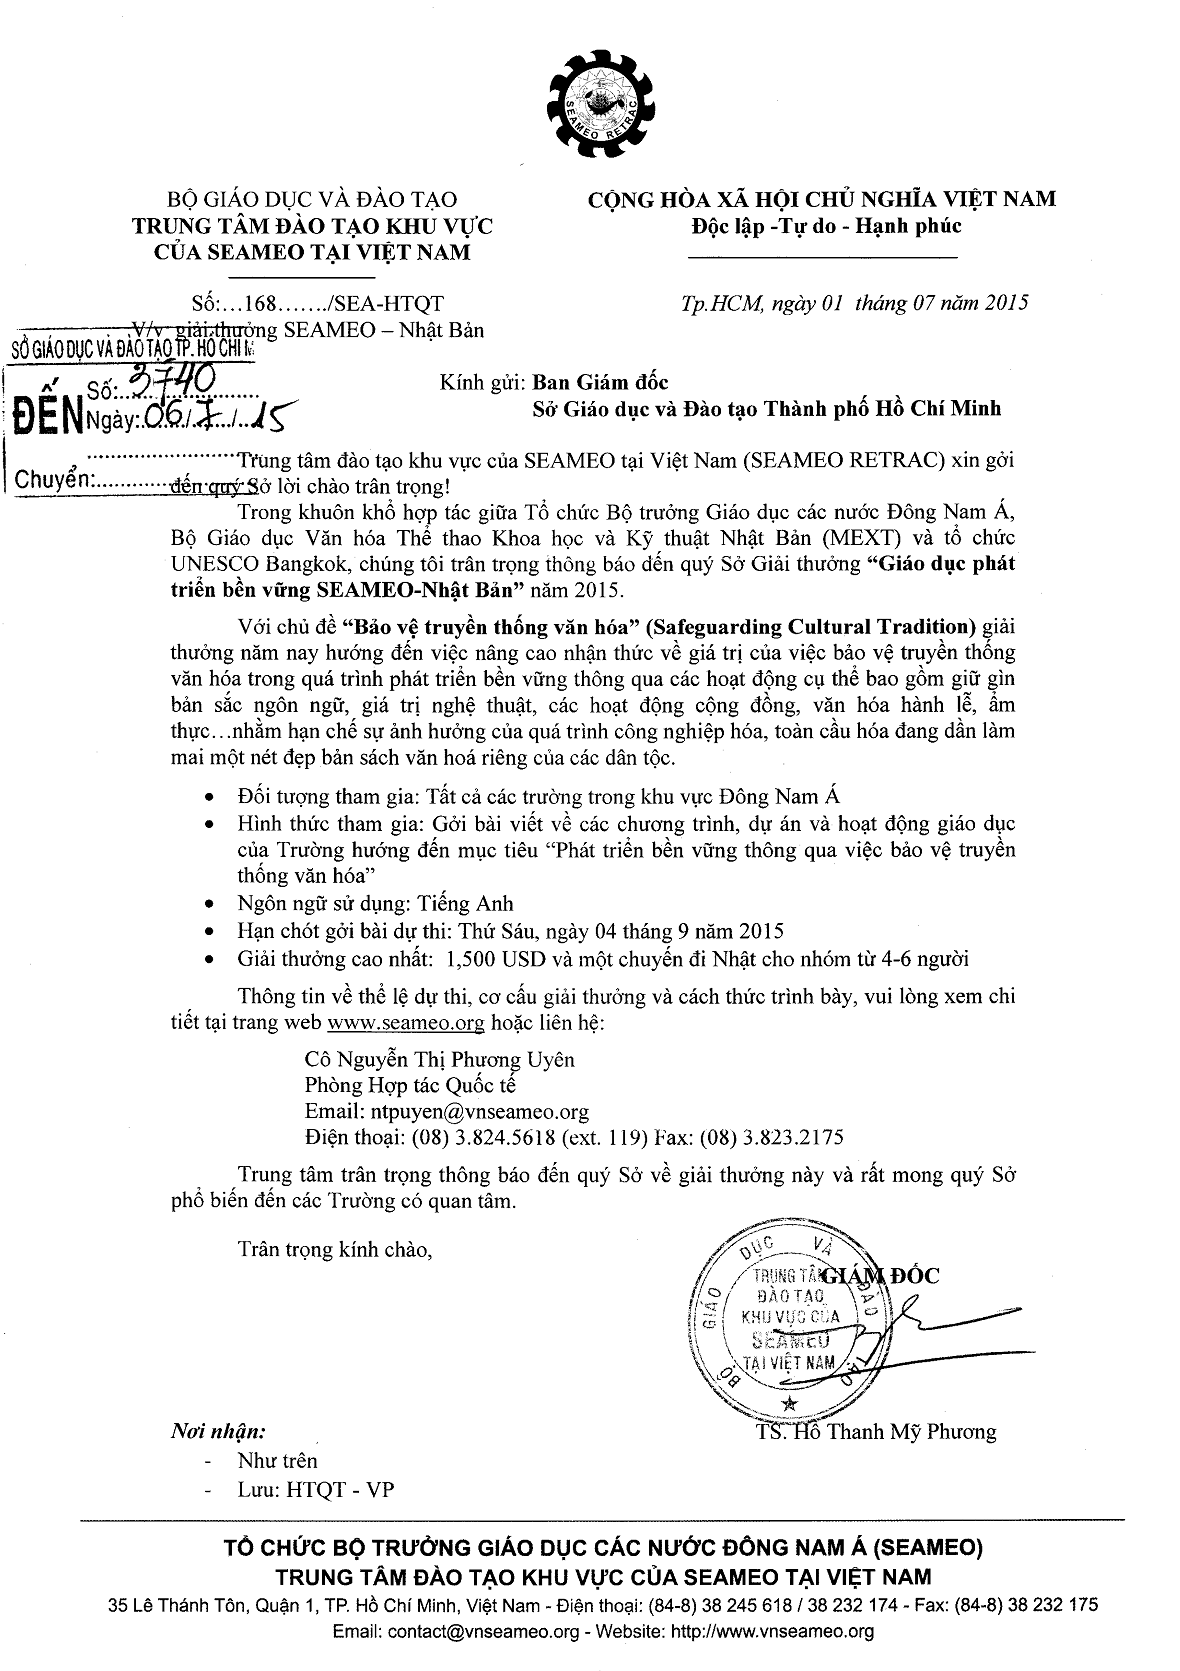 SEAMEO RETRAC
BỘ GIÁO DỤC VÀ ĐÀO TẠO
TRUNG TÂM ĐÀO TẠO KHU VỰC
CỦA SEAMEO TẠI VIỆT NAM
CỘNG HÒA XÃ HỘI CHỦ NGHĨA VIỆT NAM
Độc lập -Tự do - Hạnh phúc
Số:...168......./SEA-HTQT
V/v giải thưởng SEAMEO – Nhật Bản
Tp.HCM, ngày 01 tháng 07 năm 2015
SỞ GIÁO DỤC VÀ ĐÀO TẠO TP. HỒ CHÍ M
ĐẾN
Số: 3740
Ngày: 06/7/15
Chuyển:
Kính gửi: Ban Giám đốc
Sở Giáo dục và Đào tạo Thành phố Hồ Chí Minh
Trung tâm đào tạo khu vực của SEAMEO tại Việt Nam (SEAMEO RETRAC) xin gởi
đến quý Sở lời chào trân trọng!
Trong khuôn khổ hợp tác giữa Tổ chức Bộ trưởng Giáo dục các nước Đông Nam Á,
Bộ Giáo dục Văn hóa Thể thao Khoa học và Kỹ thuật Nhật Bản (MEXT) và tổ chức
UNESCO Bangkok, chúng tôi trân trọng thông báo đến quý Sở Giải thưởng “Giáo dục phát
triển bền vững SEAMEO-Nhật Bản” năm 2015.
Với chủ đề “Bảo vệ truyền thống văn hóa” (Safeguarding Cultural Tradition) giải
thưởng năm nay hướng đến việc nâng cao nhận thức về giá trị của việc bảo vệ truyền thống
văn hóa trong quá trình phát triển bền vững thông qua các hoạt động cụ thể bao gồm giữ gìn
bản sắc ngôn ngữ, giá trị nghệ thuật, các hoạt động cộng đồng, văn hóa hành lễ, ẩm
thực…nhằm hạn chế sự ảnh hưởng của quá trình công nghiệp hóa, toàn cầu hóa đang dần làm
mai một nét đẹp bản sách văn hoá riêng của các dân tộc.
• Đối tượng tham gia: Tất cả các trường trong khu vực Đông Nam Á
• Hình thức tham gia: Gởi bài viết về các chương trình, dự án và hoạt động giáo dục
của Trường hướng đến mục tiêu “Phát triển bền vững thông qua việc bảo vệ truyền
thống văn hóa”
• Ngôn ngữ sử dụng: Tiếng Anh
• Hạn chót gởi bài dự thi: Thứ Sáu, ngày 04 tháng 9 năm 2015
• Giải thưởng cao nhất: 1,500 USD và một chuyến đi Nhật cho nhóm từ 4-6 người
Thông tin về thể lệ dự thi, cơ cấu giải thưởng và cách thức trình bày, vui lòng xem chi
tiết tại trang web www.seameo.org hoặc liên hệ:
Cô Nguyễn Thị Phương Uyên
Phòng Hợp tác Quốc tế
Email: ntpuyen@vnseameo.org
Điện thoại: (08) 3.824.5618 (ext. 119) Fax: (08) 3.823.2175
Trung tâm trân trọng thông báo đến quý Sở về giải thưởng này và rất mong quý Sở
phổ biến đến các Trường có quan tâm.
Trân trọng kính chào,
GIÁM ĐỐC
BỘ GIÁO DỤC VÀ ĐÀO TẠO
TRUNG TÂM
ĐÀO TẠO
KHU VỰC CỦA
SEAMEO
TẠI VIỆT NAM
TS. Hồ Thanh Mỹ Phương
Nơi nhận:
- Như trên
- Lưu: HTQT - VP
TỔ CHỨC BỘ TRƯỞNG GIÁO DỤC CÁC NƯỚC ĐÔNG NAM Á (SEAMEO)
TRUNG TÂM ĐÀO TẠO KHU VỰC CỦA SEAMEO TẠI VIỆT NAM
35 Lê Thánh Tôn, Quận 1, TP. Hồ Chí Minh, Việt Nam - Điện thoại: (84-8) 38 245 618 / 38 232 174 - Fax: (84-8) 38 232 175
Email: contact@vnseameo.org - Website: http://www.vnseameo.org